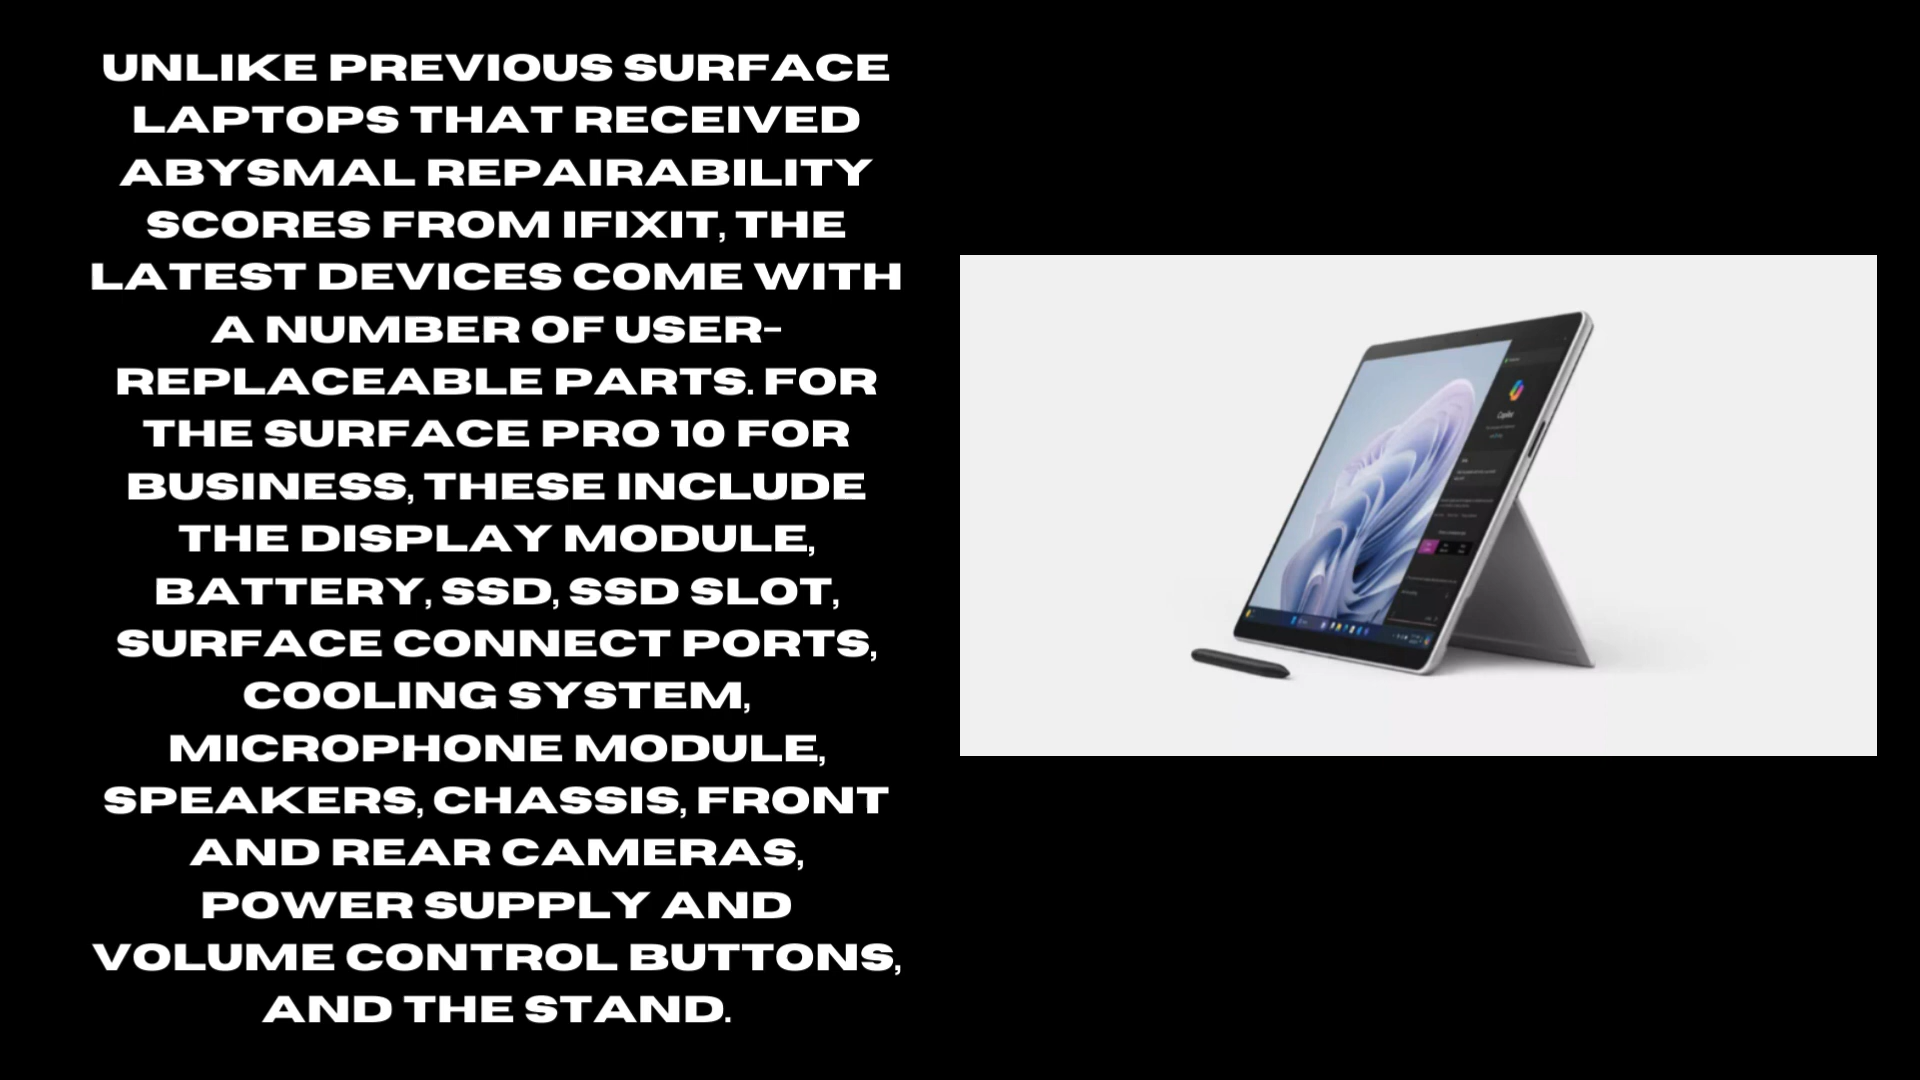 UNLIKE PREVIOUS SURFACE
LAPTOPS THAT RECEIVED
ABYSMAL REPAIRABILITY
SCORES FROM IFIXIT, THE
LATEST DEVICES COME WITH
A NUMBER OF USER-
REPLACEABLE PARTS. FOR
THE SURFACE PRO 10 FOR
BUSINESS, THESE INCLUDE
THE DISPLAY MODULE,
BATTERY, SSD, SSD SLOT,
SURFACE CONNECT PORTS,
COOLING SYSTEM,
MICROPHONE MODULE,
SPEAKERS, CHASSIS, FRONT
AND REAR CAMERAS,
POWER SUPPLY AND
VOLUME CONTROL BUTTONS,
AND THE STAND.
Copilot